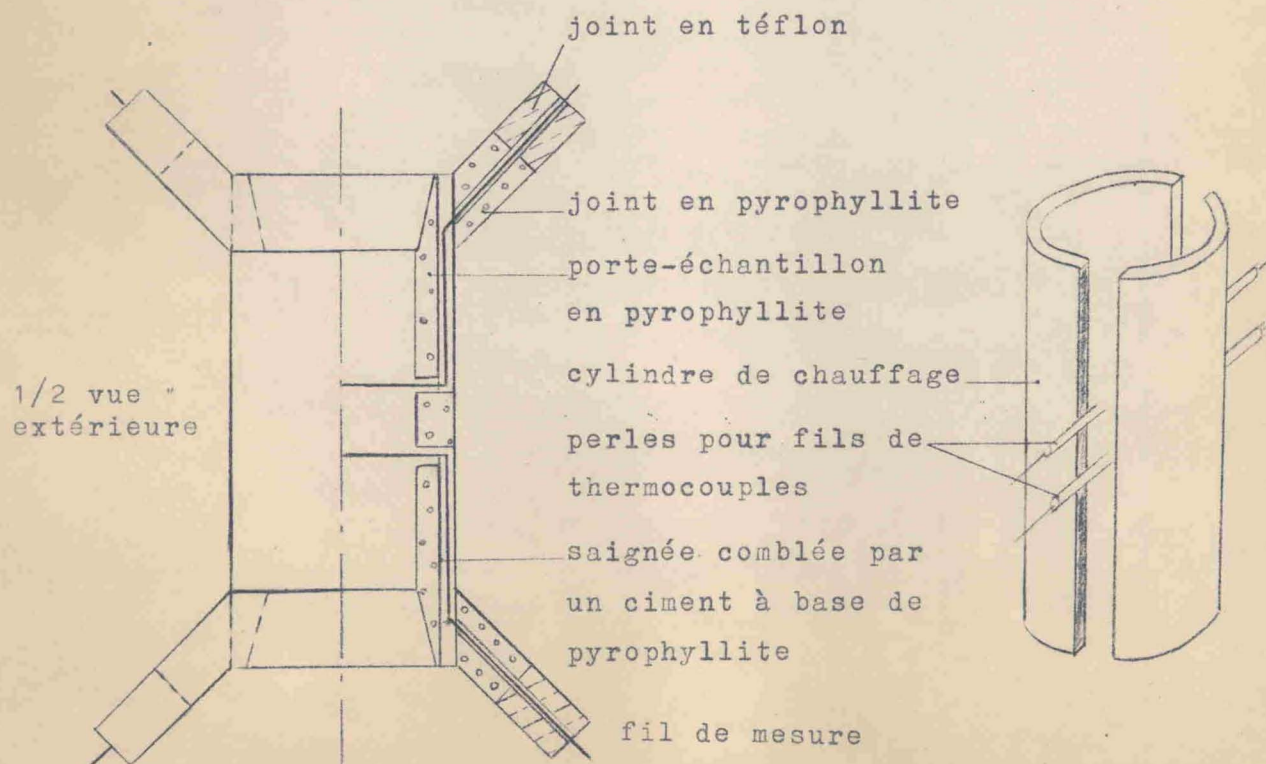 joint en téflon
joint en pyrophyllite
porte-échantillon
en pyrophyllite
1/2 vue
extérieure
cylindre de chauffage
perles pour fils de
thermocouples
saignée comblée par
un ciment à base de
pyrophyllite
fil de mesure